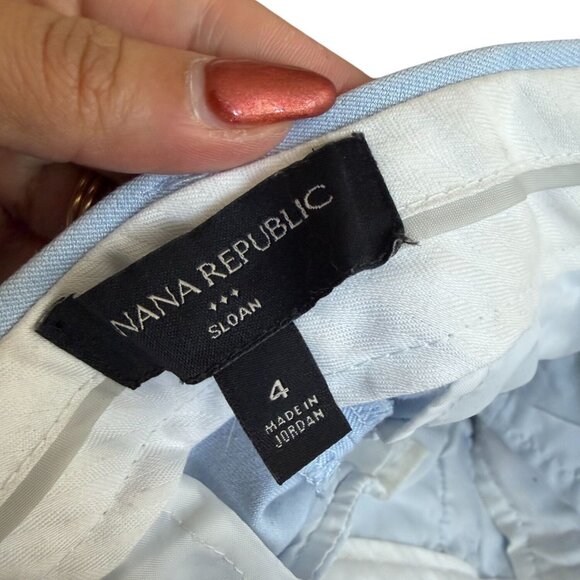 NANA REPUBLIC
SLOAN
4
MADE IN
JORDAN